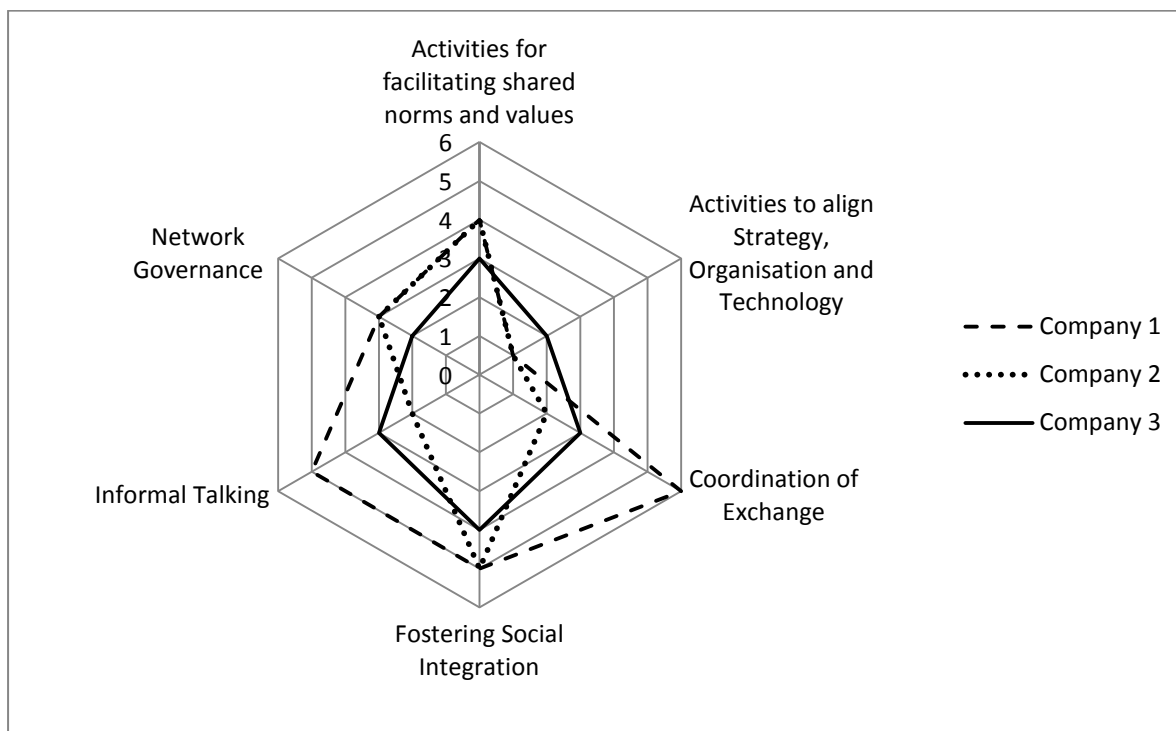 Activities for
facilitating shared
norms and values
6
5
4
3
2
1
0
Activities to align
Strategy,
Organisation and
Technology
Coordination of
Exchange
Fostering Social
Integration
Informal Talking
Network
Governance
Company 1
Company 2
Company 3